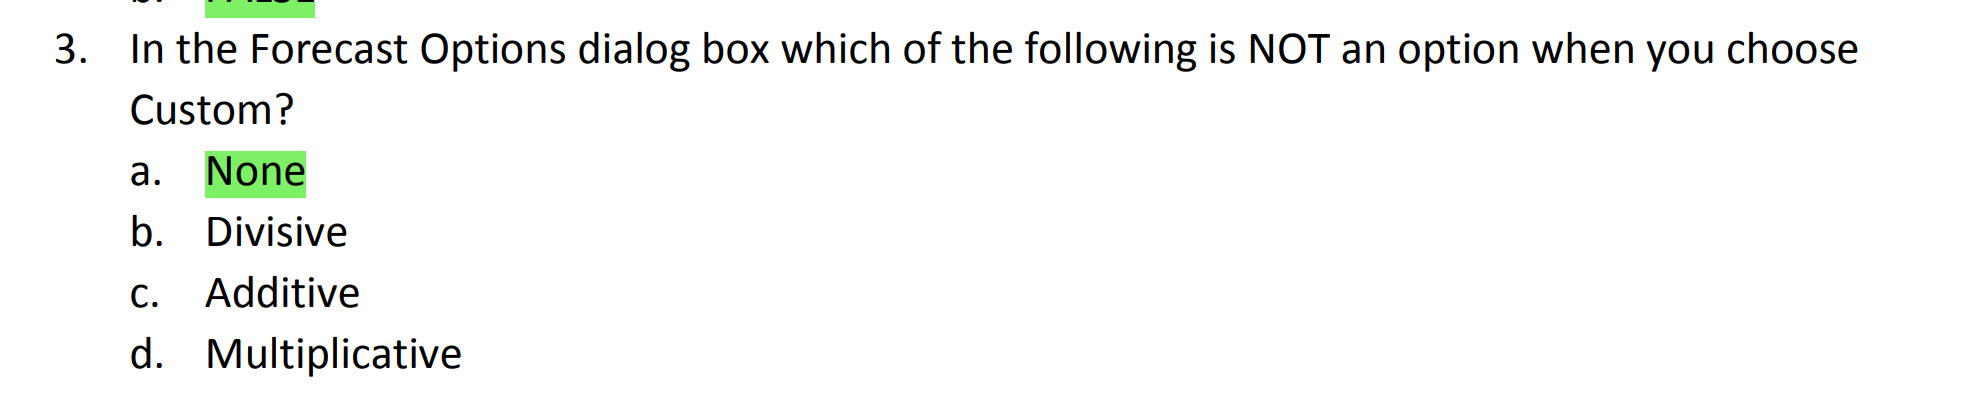 3. In the Forecast Options dialog box which of the following is NOT an option when you choose
Custom?
a. None
b. Divisive
c. Additive
d. Multiplicative